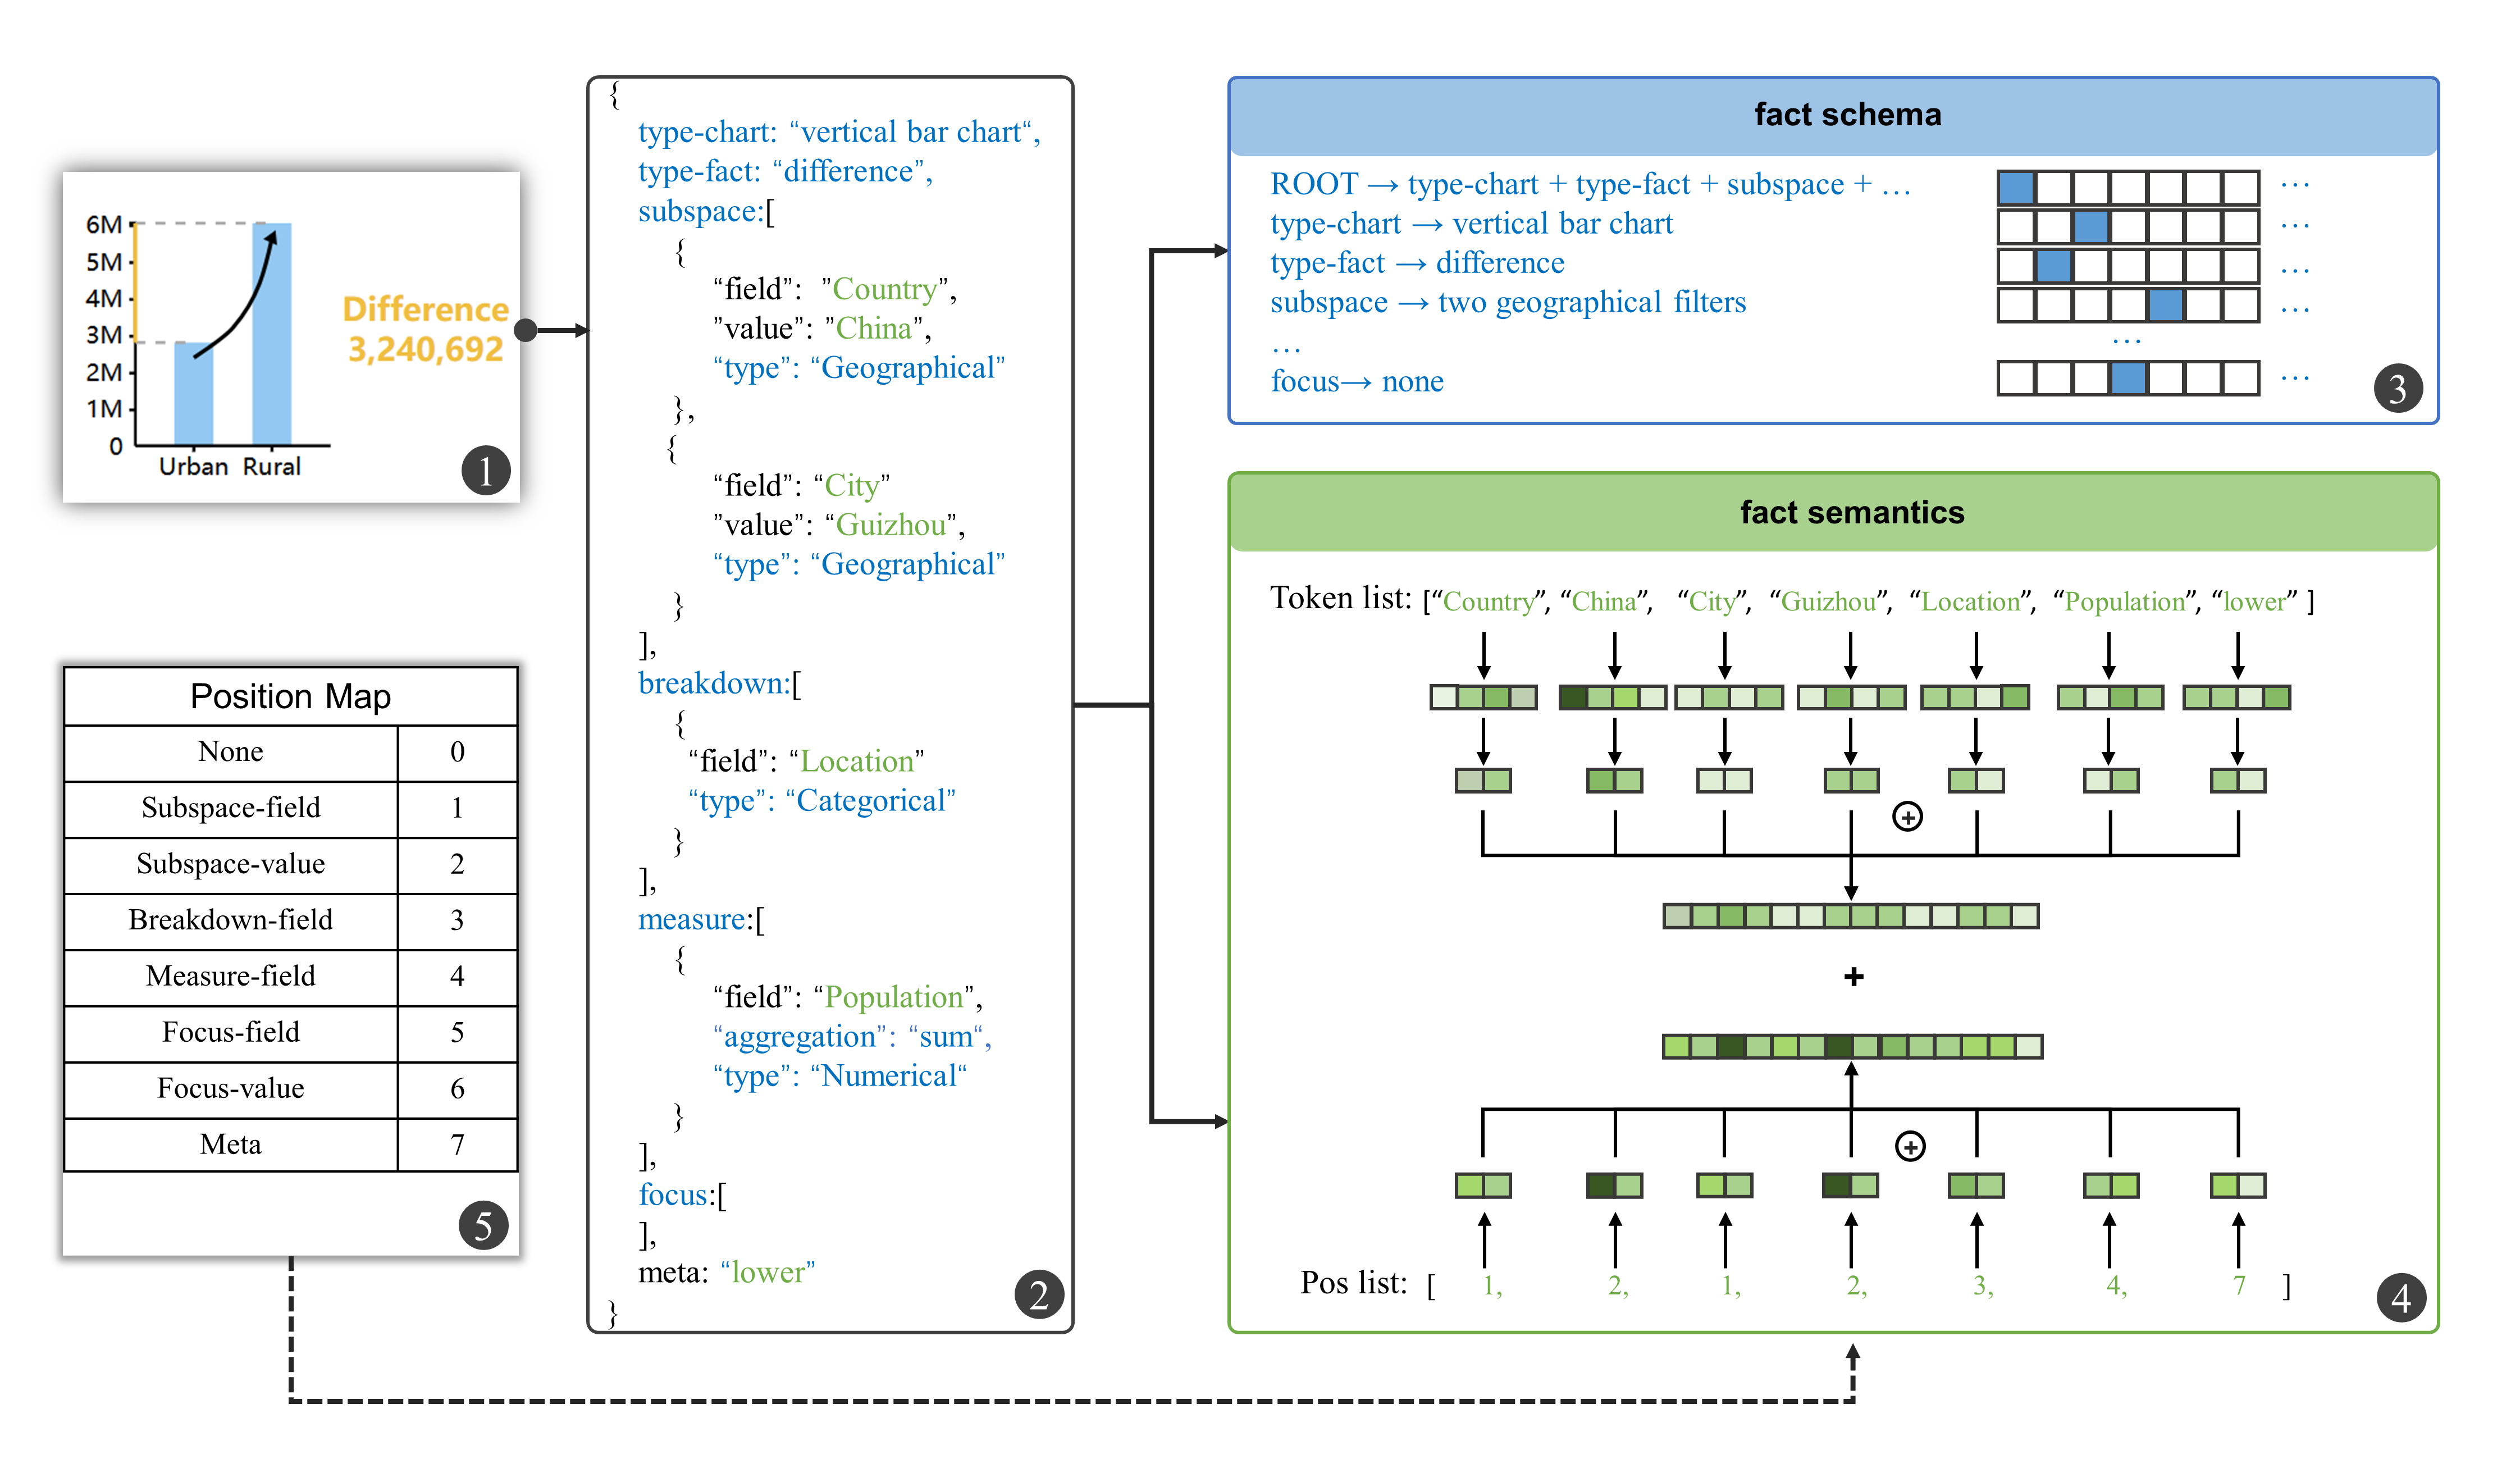 6M
5M
4M
3M
2M
1M
0
Urban Rural
Difference
3,240,692
1
Position Map
None 0
Subspace-field 1
Subspace-value 2
Breakdown-field 3
Measure-field 4
Focus-field 5
Focus-value 6
Meta 7
5
{
type-chart: “vertical bar chart“,
type-fact: “difference”,
subspace:[
{
“field”: ”Country”,
”value”: ”China”,
“type”: “Geographical”
},
{
“field”: “City”
”value”: “Guizhou”,
“type”: “Geographical”
}
],
breakdown:[
{
“field”: “Location”
“type”: “Categorical”
}
],
measure:[
{
“field”: “Population”,
“aggregation”: “sum“,
“type”: “Numerical“
}
],
focus:[
],
meta: “lower”
}
2
fact schema
ROOT → type-chart + type-fact + subspace + … …
type-chart → vertical bar chart …
type-fact → difference …
subspace → two geographical filters …
… …
focus→ none …
3
fact semantics
Token list: [“Country”, “China”, “City”, “Guizhou”, “Location”, “Population”, “lower” ]
+
+
+
Pos list: [ 1, 2, 1, 2, 3, 4, 7 ]
4